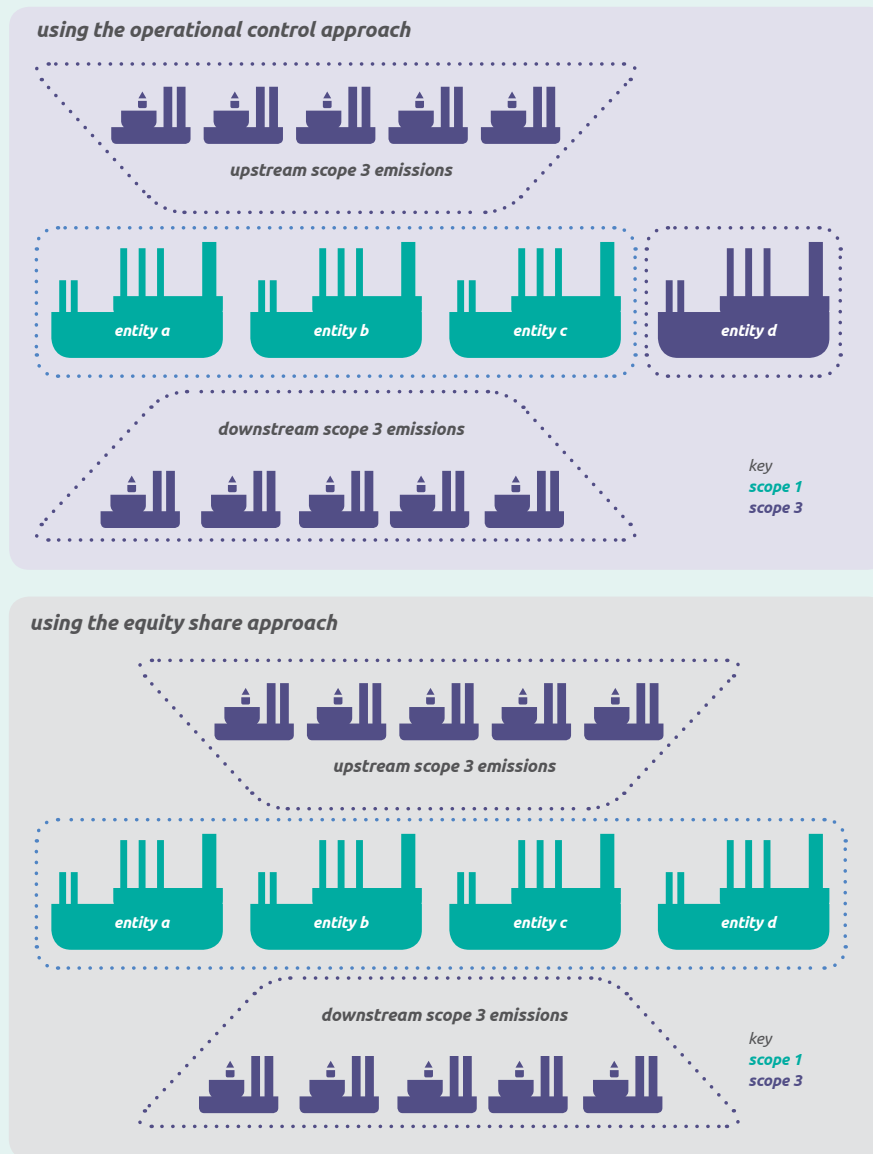 using the operational control approach
upstream scope 3 emissions
entity a
entity b
entity c
entity d
downstream scope 3 emissions
key
scope 1
scope 3
using the equity share approach
upstream scope 3 emissions
entity a
entity b
entity c
entity d
downstream scope 3 emissions
key
scope 1
scope 3